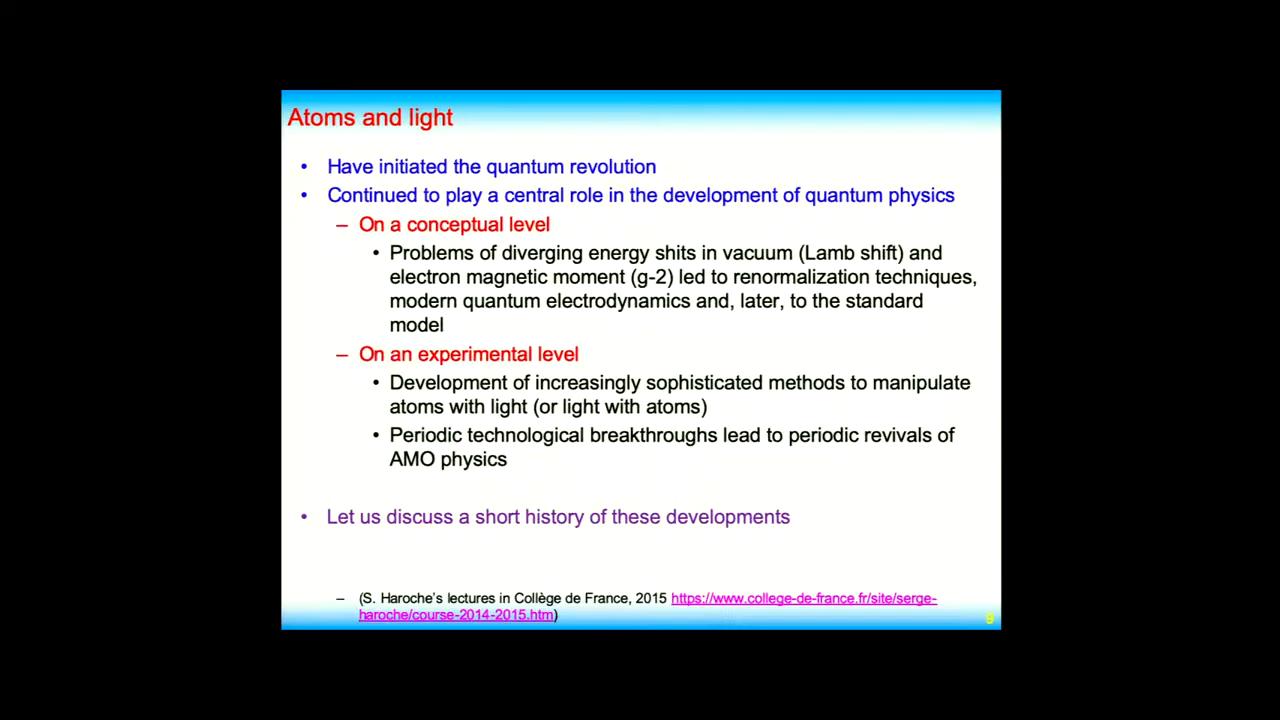 Atoms and light
• Have initiated the quantum revolution
• Continued to play a central role in the development of quantum physics
– On a conceptual level
• Problems of diverging energy shits in vacuum (Lamb shift) and
electron magnetic moment (g-2) led to renormalization techniques,
modern quantum electrodynamics and, later, to the standard
model
– On an experimental level
• Development of increasingly sophisticated methods to manipulate
atoms with light (or light with atoms)
• Periodic technological breakthroughs lead to periodic revivals of
AMO physics
• Let us discuss a short history of these developments
– (S. Haroche's lectures in Collège de France, 2015 https://www.college-de-france.fr/site/serge-
haroche/course-2014-2015.htm)
9